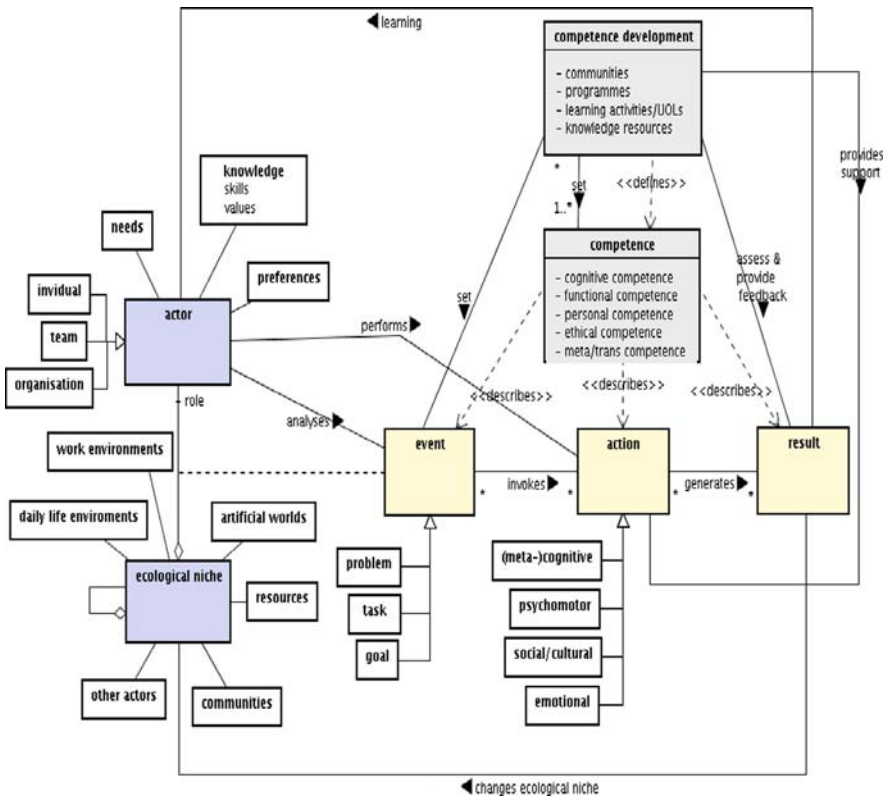 learning
competence development
- communities
- programmes
- learning activities/UOLs
- knowledge resources
provides
support
*
set
1..*
<<defines>>
knowledge
skills
values
needs
preferences
invidual
team
organisation
actor
- role
performs
analyses
set
competence
- cognitive competence
- functional competence
- personal competence
- ethical competence
- meta/trans competence
assess &
provide
feedback
<<describes>>
<<describes>>
<<describes>>
event
action
result
*
invokes
*
*
generates
*
work environments
daily life enviroments
artificial worlds
ecological niche
resources
other actors
communities
problem
task
goal
(meta-)cognitive
psychomotor
social/cultural
emotional
changes ecological niche